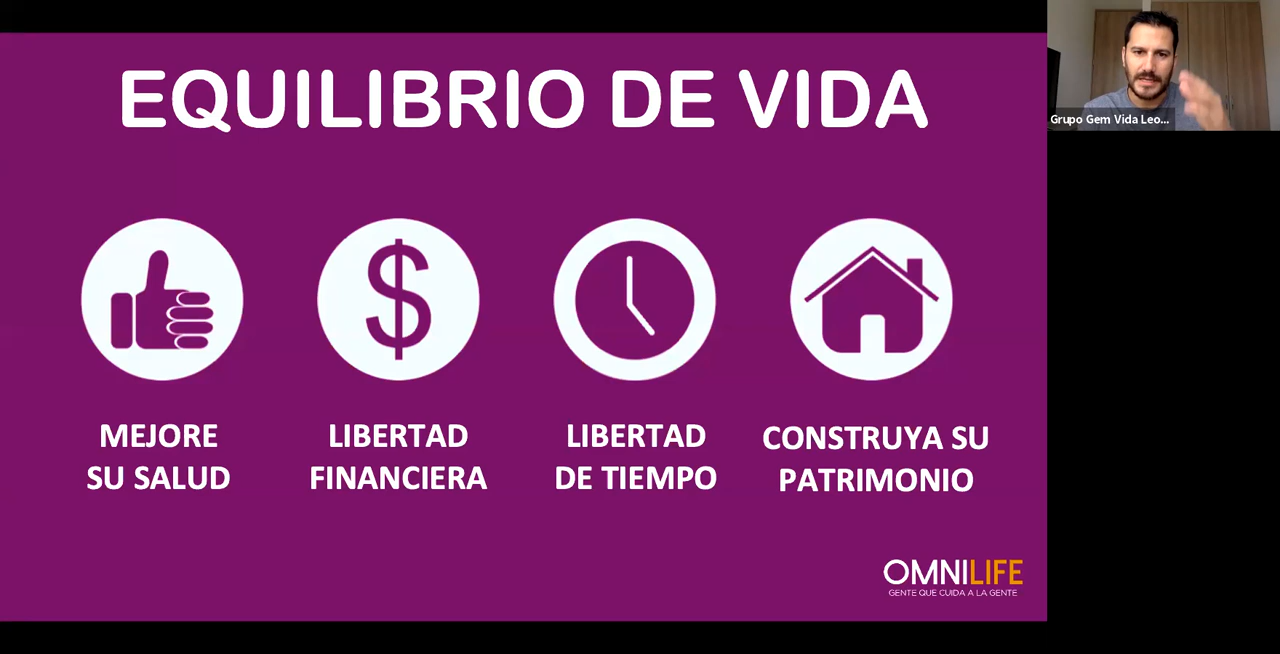 EQUILIBRIO DE VIDA
MEJORE
SU SALUD
LIBERTAD
FINANCIERA
LIBERTAD
DE TIEMPO
CONSTRUYA SU
PATRIMONIO
OMNILIFE
GENTE QUE CUIDA A LA GENTE
Grupo Gem Vida Leo...